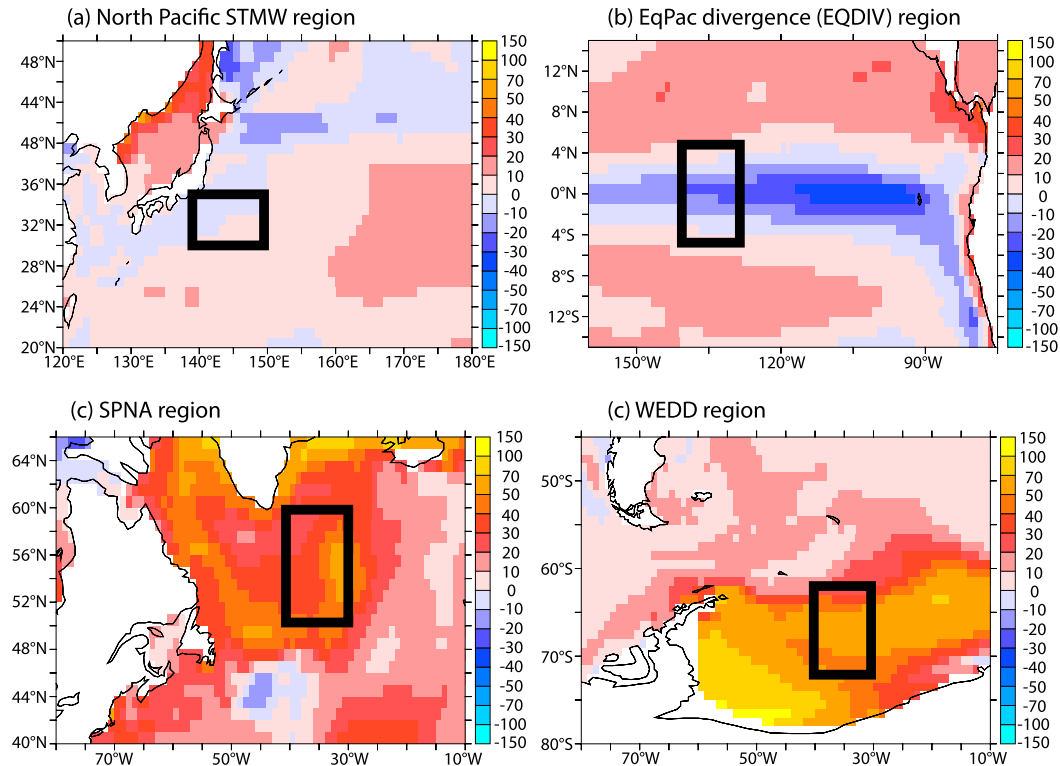 (a) North Pacific STMW region
48°N
44°N
48°N
36°N
32°N
28°N
24°N
20°N
120°E
130°E
140°E
150°E
160°E
170°E
180°E
150
100
70
50
40
30
20
10
0
-10
-20
-30
-40
-50
-70
-100
-150
(b) EqPac divergence (EQDIV) region
12°N
8°N
4°N
0°N
4°S
8°S
12°S
150°W
120°W
90°W
150
100
70
50
40
30
20
10
0
-10
-20
-30
-40
-50
-70
-100
-150
(c) SPNA region
64°N
60°N
56°N
52°N
48°N
44°N
40°N
70°W
50°W
30°W
10°W
150
100
70
50
40
30
20
10
0
-10
-20
-30
-40
-50
-70
-100
-150
(c) WEDD region
50°S
60°S
70°S
80°S
70°W
50°W
30°W
10°W
150
100
70
50
40
30
20
10
0
-10
-20
-30
-40
-50
-70
-100
-150